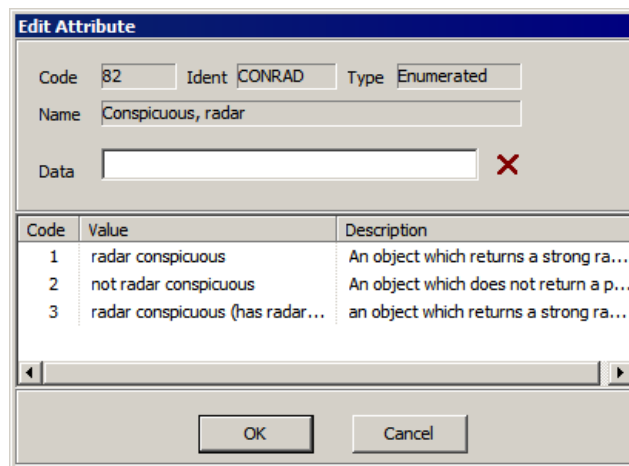 Edit Attribute
Code 82 Ident CONRAD Type Enumerated
Name Conspicuous, radar
Data
Code Value Description
1 radar conspicuous An object which returns a strong ra...
2 not radar conspicuous An object which does not return a p...
3 radar conspicuous (has radar... an object which returns a strong ra...
OK Cancel